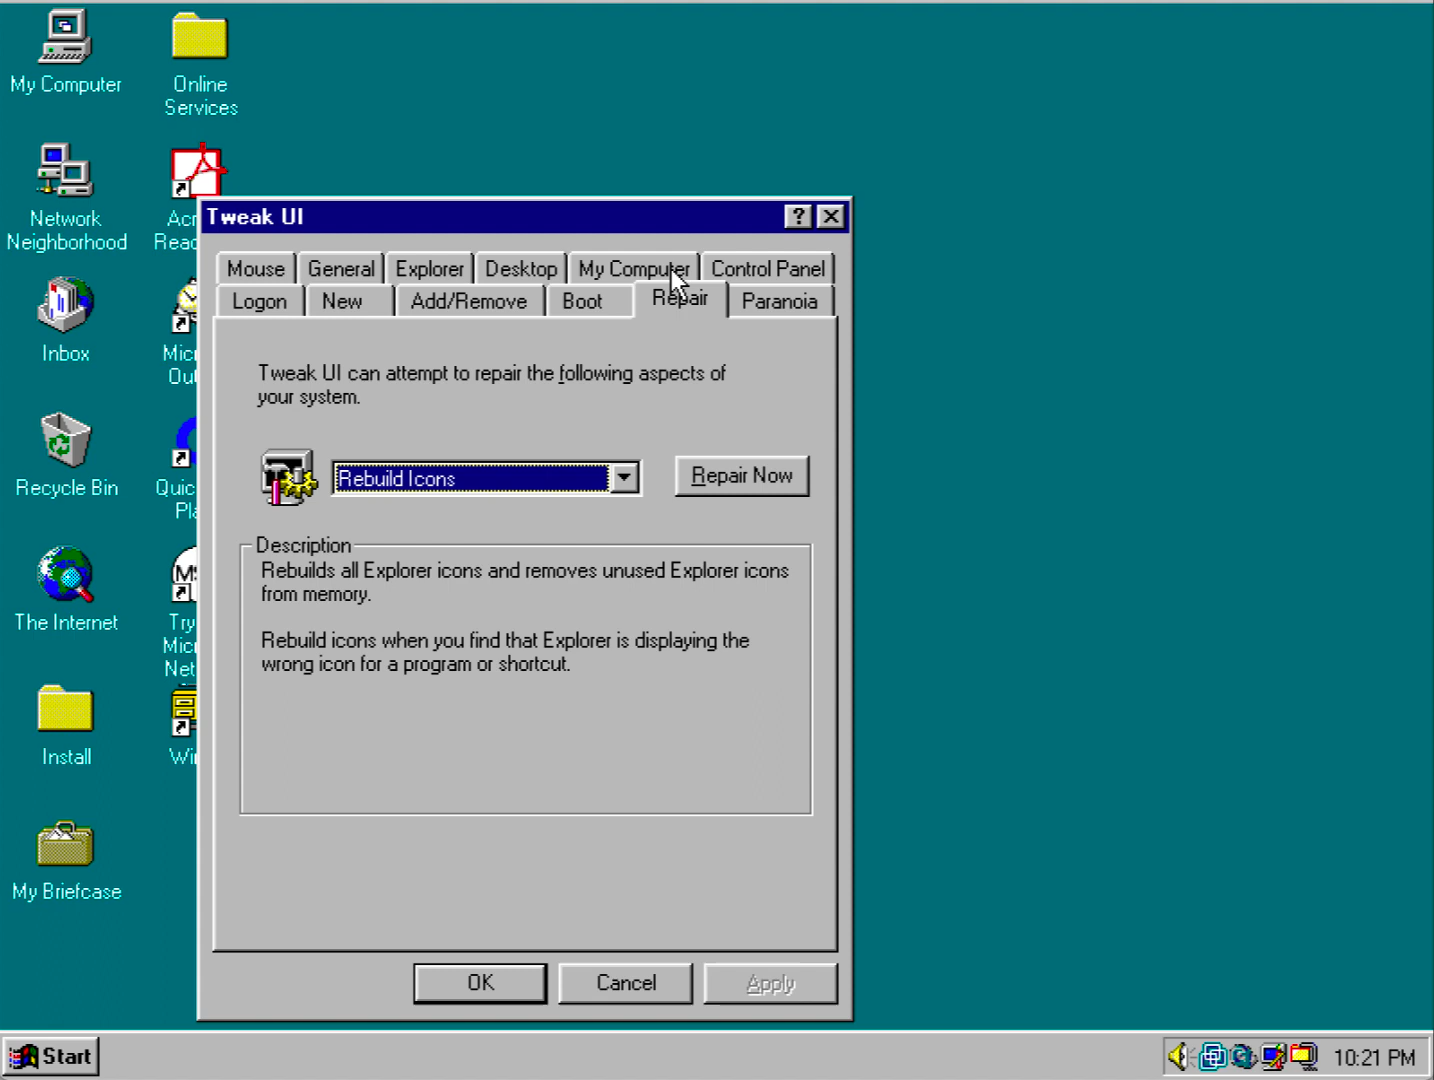 My Computer
Online
Services
Network
Neighborhood
Inbox
Recycle Bin
The Internet
Try
Install
My Briefcase
Tweak UI
Mouse
General
Explorer
Desktop
My Computer
Control Panel
Logon
New
Add/Remove
Boot
Repair
Paranoia
Tweak UI can attempt to repair the following aspects of
your system.
Rebuild Icons
Repair Now
Description
Rebuilds all Explorer icons and removes unused Explorer icons
from memory.
Rebuild icons when you find that Explorer is displaying the
wrong icon for a program or shortcut.
OK
Cancel
Apply
Start
10:21 PM